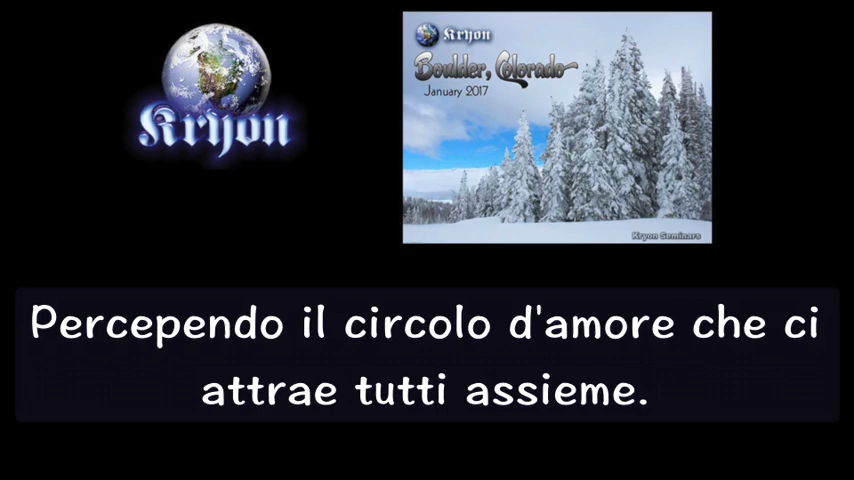 Kryon
Kryon
Boulder, Colorado
January 2017
Kryon Seminars
Percependo il circolo d'amore che ci
attrae tutti assieme.